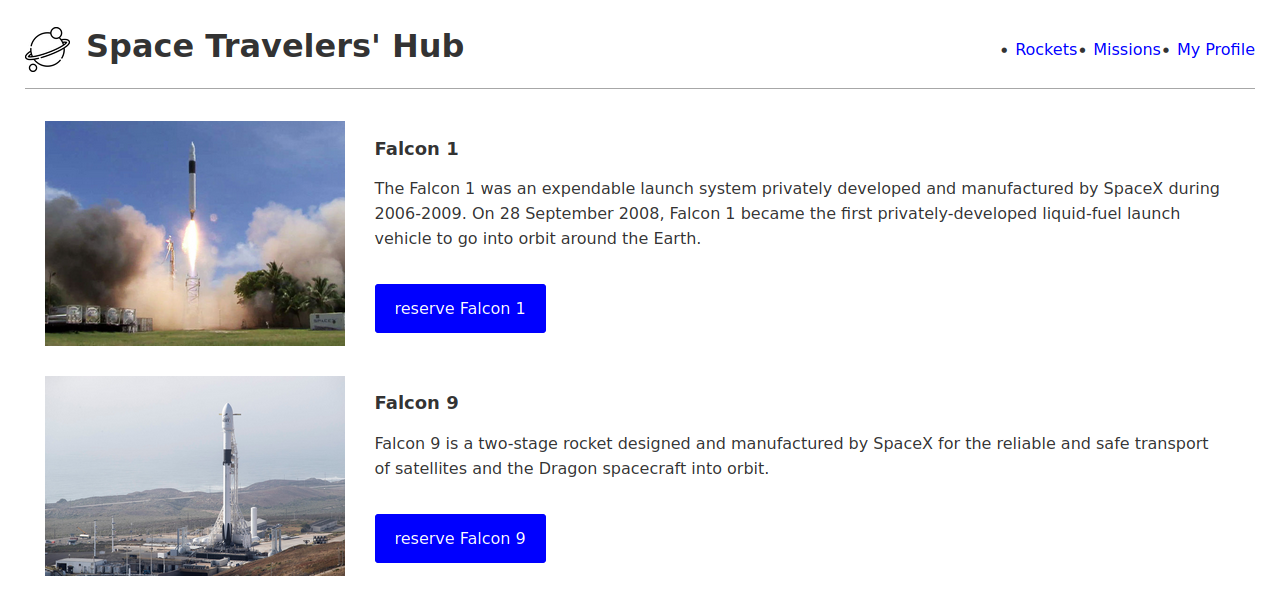 Space Travelers' Hub
• Rockets • Missions • My Profile
Falcon 1
The Falcon 1 was an expendable launch system privately developed and manufactured by SpaceX during
2006-2009. On 28 September 2008, Falcon 1 became the first privately-developed liquid-fuel launch
vehicle to go into orbit around the Earth.
reserve Falcon 1
Falcon 9
Falcon 9 is a two-stage rocket designed and manufactured by SpaceX for the reliable and safe transport
of satellites and the Dragon spacecraft into orbit.
reserve Falcon 9